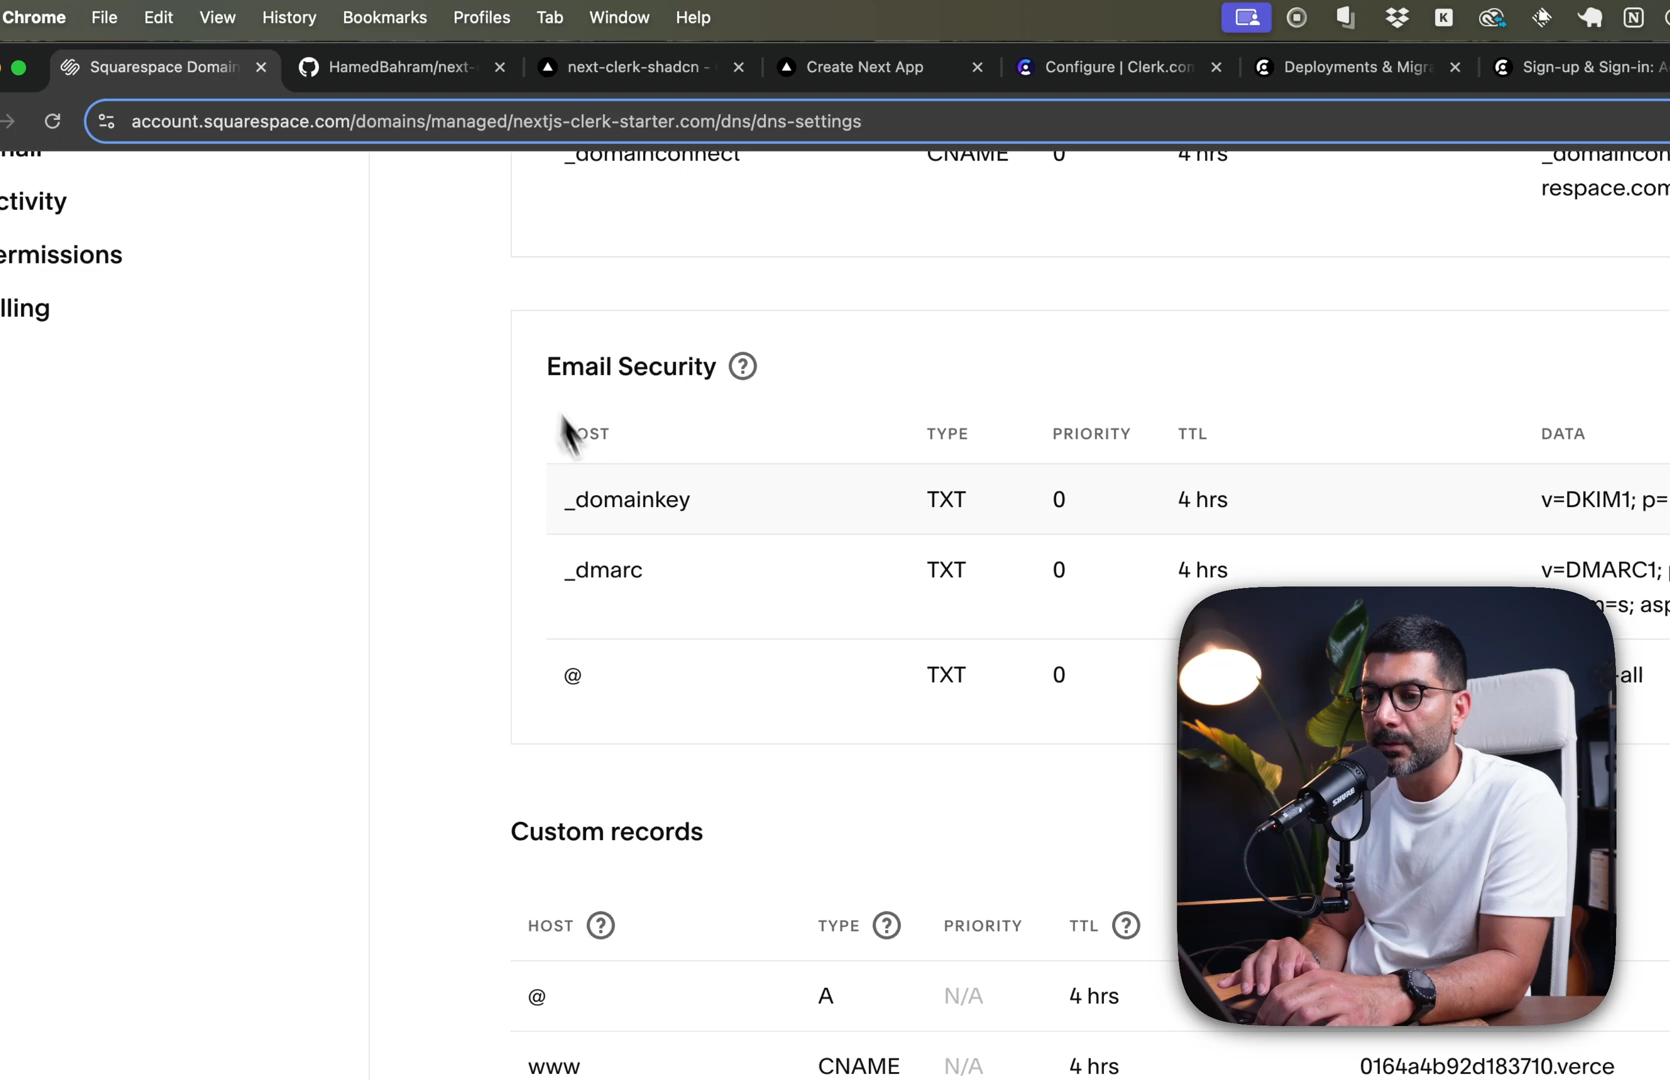 Chrome File Edit View History Bookmarks Profiles Tab Window Help
Squarespace Domain HamedBahram/next- next-clerk-shadcn - Create Next App Configure | Clerk.com Deployments & Migra Sign-up & Sign-in: A
account.squarespace.com/domains/managed/nextjs-clerk-starter.com/dns/dns-settings
ctivity
ermissions
lling
_domainconnect CNAME 0 4 hrs _domaincon
respace.com
Email Security ?
HOST TYPE PRIORITY TTL DATA
_domainkey TXT 0 4 hrs v=DKIM1; p=
_dmarc TXT 0 4 hrs v=DMARC1; p
=s; asp
@ TXT 0 -all
Custom records
HOST ? TYPE ? PRIORITY TTL ?
@ A N/A 4 hrs
www CNAME N/A 4 hrs 0164a4b92d183710.verce
SHURE